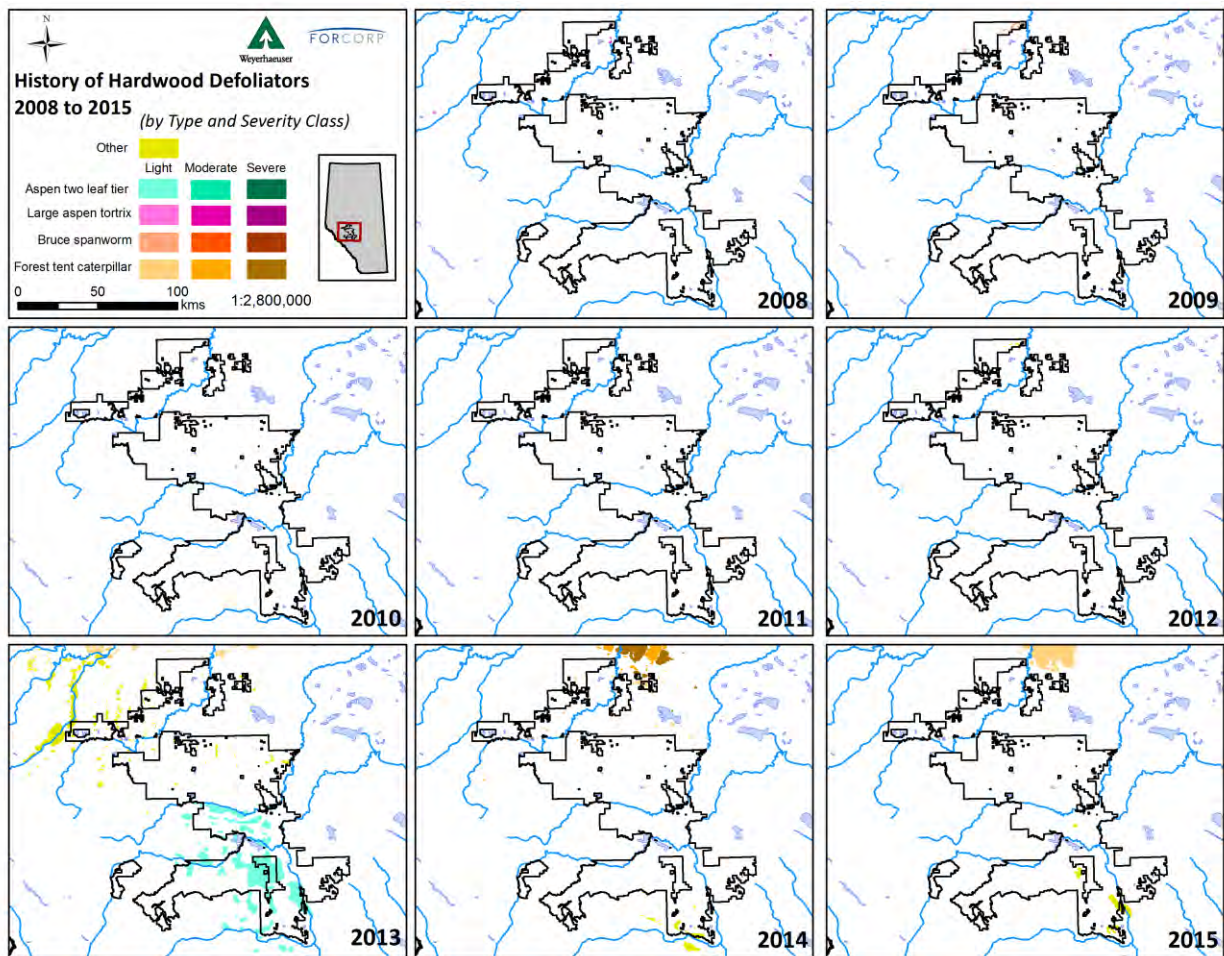 N
Weyerhaeuser
FORCORP
History of Hardwood Defoliators
2008 to 2015
(by Type and Severity Class)
Other
Light Moderate Severe
Aspen two leaf tier
Large aspen tortrix
Bruce spanworm
Forest tent caterpillar
0 50 100
kms
1:2,800,000
2008
2009
2010
2011
2012
2013
2014
2015